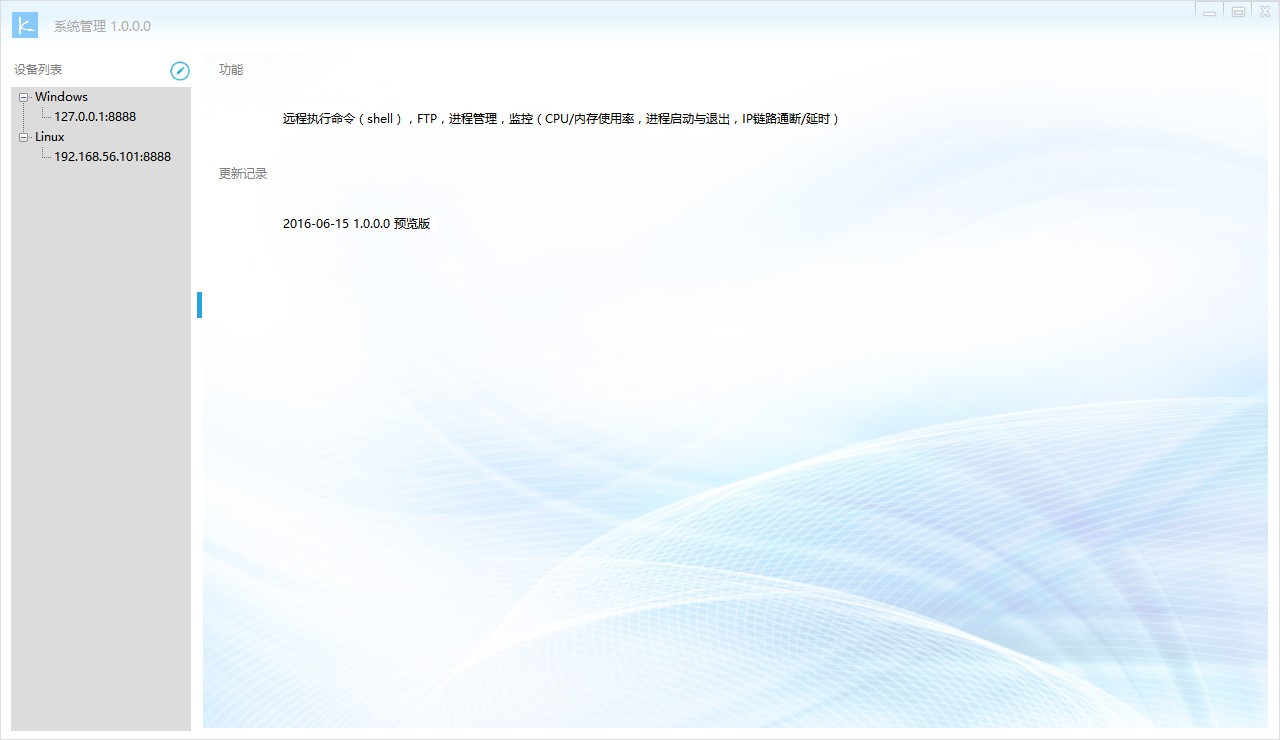 系统管理 1.0.0.0
设备列表
Windows
127.0.0.1:8888
Linux
192.168.56.101:8888
功能
远程执行命令（shell），FTP，进程管理，监控（CPU/内存使用率，进程启动与退出，IP链路通断/延时）
更新记录
2016-06-15 1.0.0.0 预览版